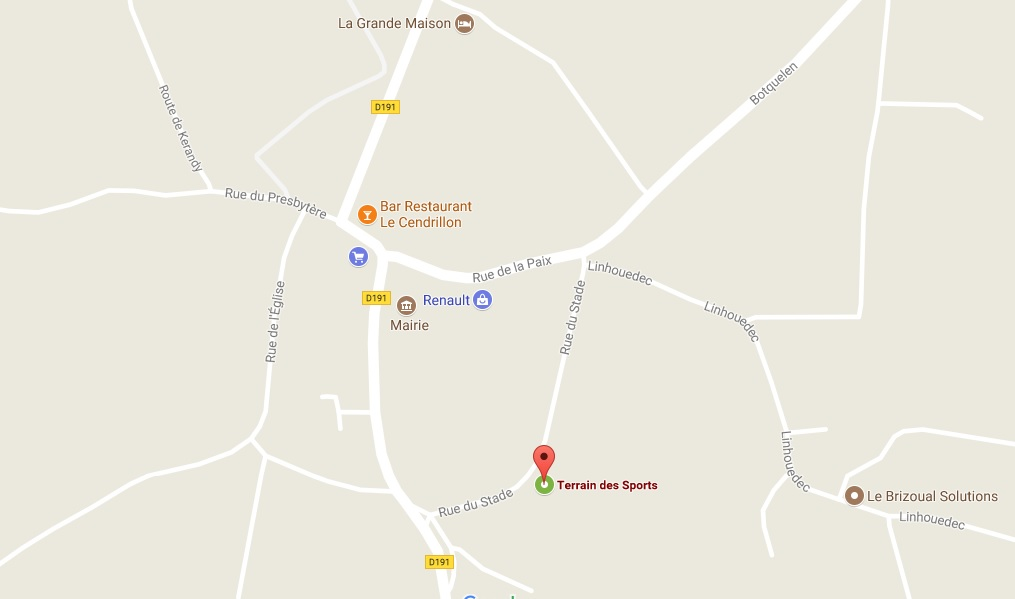 La Grande Maison
Botquelen
Route de Kerandy
D191
Rue du Presbytère
Bar Restaurant
Le Cendrillon
Rue de la Paix
Linhouedec
Rue de l'Église
D191
Renault
Mairie
Rue du Stade
Linhouedec
Linhouedec
Terrain des Sports
Rue du Stade
Le Brizoual Solutions
Linhouedec
D191